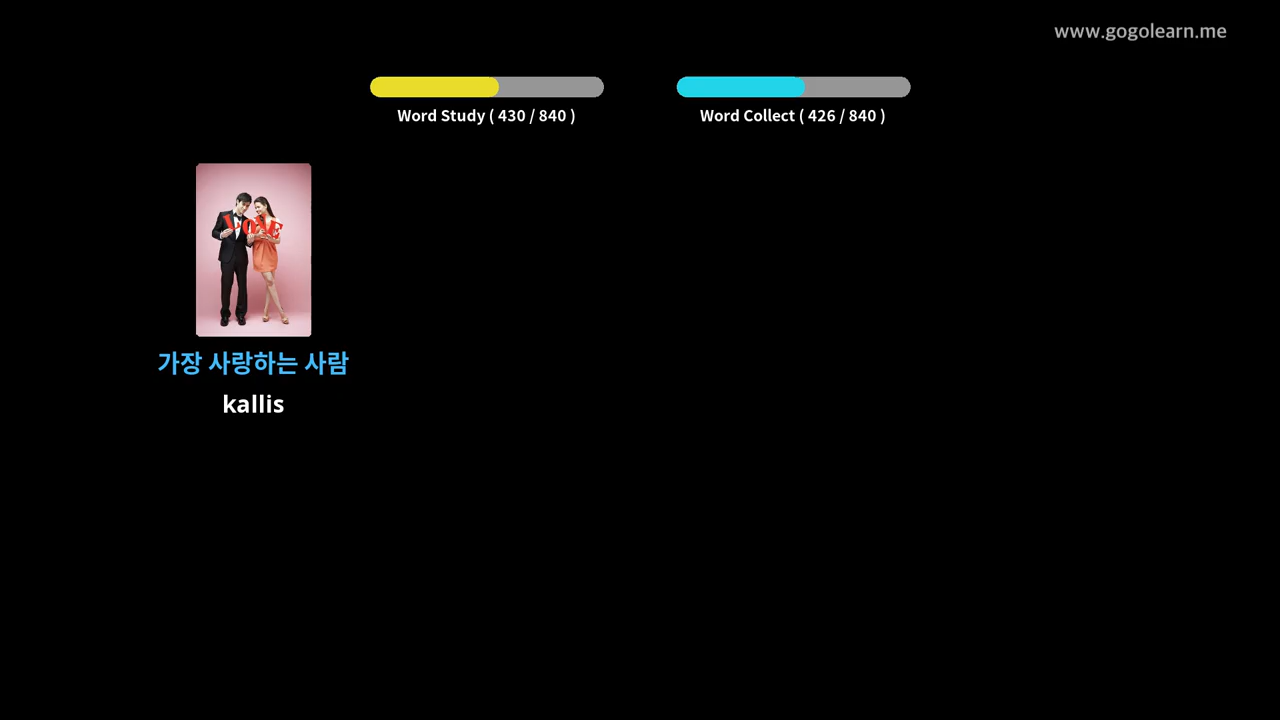 www.gogolearn.me
Word Study ( 430 / 840 )
Word Collect ( 426 / 840 )
LOVE
가장 사랑하는 사람
kallis